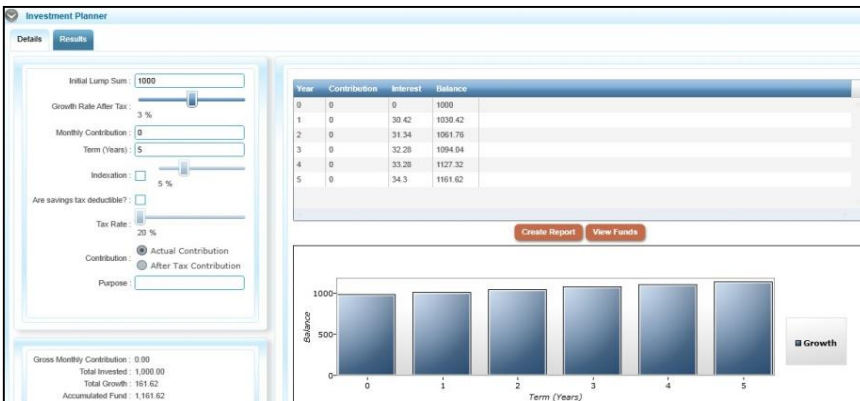 Investment Planner
Details Results
Initial Lump Sum : 1000
Growth Rate After Tax :
3 %
Monthly Contribution : 0
Term (Years) : 5
Indexation :
5 %
Are savings tax deductible? :
Tax Rate :
20 %
Contribution : Actual Contribution
After Tax Contribution
Purpose :
Gross Monthly Contribution : 0.00
Total Invested : 1,000.00
Total Growth : 161.62
Accumulated Fund : 1,161.62
Year Contribution Interest Balance
0 0 0 1000
1 0 30.42 1030.42
2 0 31.34 1061.76
3 0 32.28 1094.04
4 0 33.28 1127.32
5 0 34.3 1161.62
Create Report View Funds
Balance
1000
500
0
0 1 2 3 4 5
Term (Years)
Growth